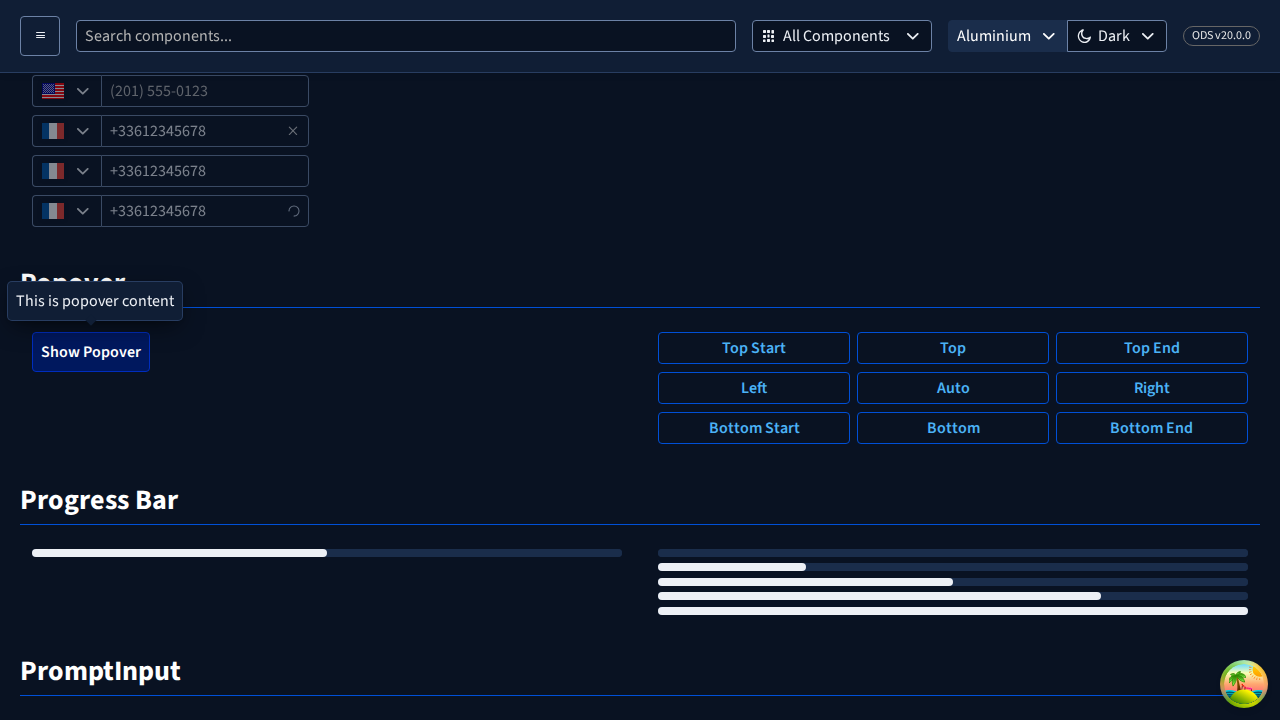 Search components...
All Components
Aluminium
Dark
ODS v20.0.0
(201) 555-0123
+33612345678
+33612345678
+33612345678
This is popover content
Show Popover
Top Start
Top
Top End
Left
Auto
Right
Bottom Start
Bottom
Bottom End
Progress Bar
PromptInput